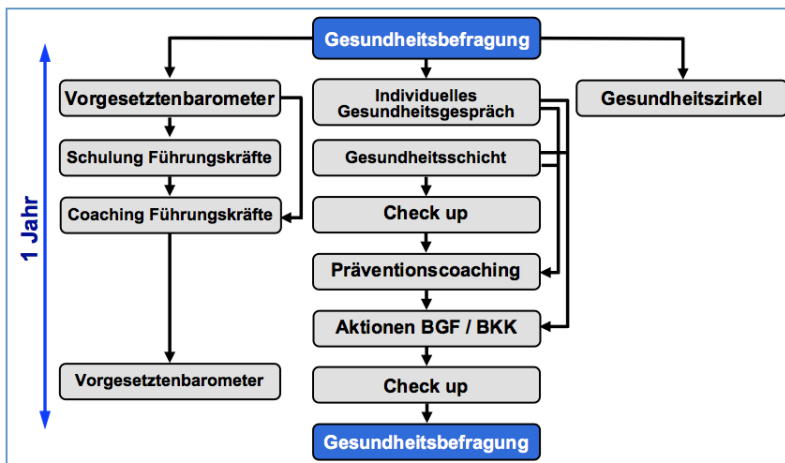 Gesundheitsbefragung
Vorgesetztenbarometer
Individuelles
Gesundheitsgespräch
Gesundheitszirkel
Schulung Führungskräfte
Gesundheitsschicht
Coaching Führungskräfte
Check up
1 Jahr
Präventionscoaching
Aktionen BGF / BKK
Vorgesetztenbarometer
Check up
Gesundheitsbefragung